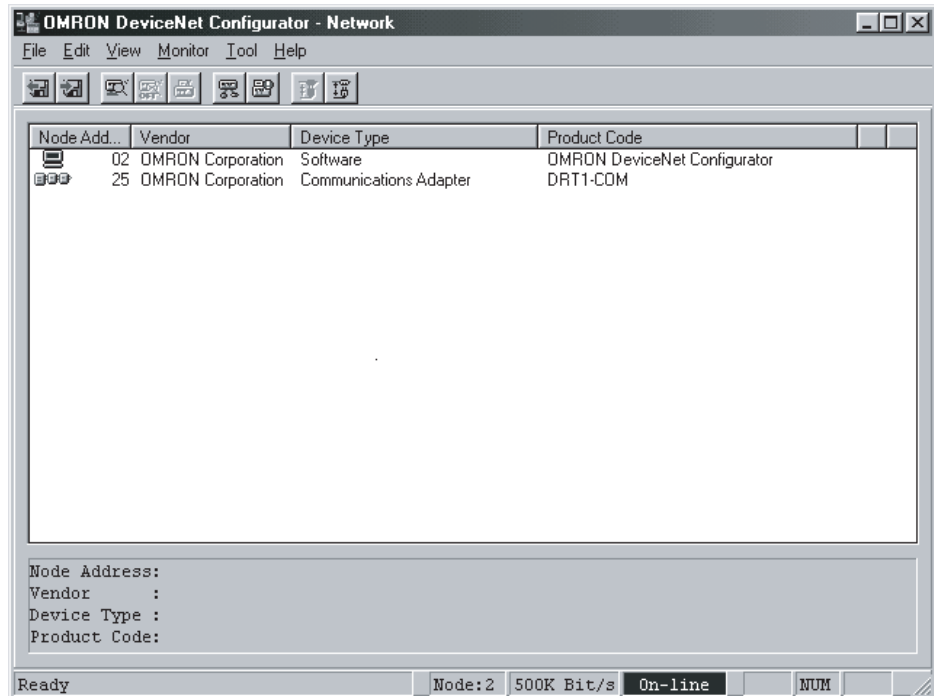 OMRON DeviceNet Configurator - Network
File Edit View Monitor Tool Help
Node Add... Vendor Device Type Product Code
02 OMRON Corporation Software OMRON DeviceNet Configurator
25 OMRON Corporation Communications Adapter DRT1-COM
Node Address:
Vendor :
Device Type :
Product Code:
Ready Node:2 500K Bit/s On-line NUM